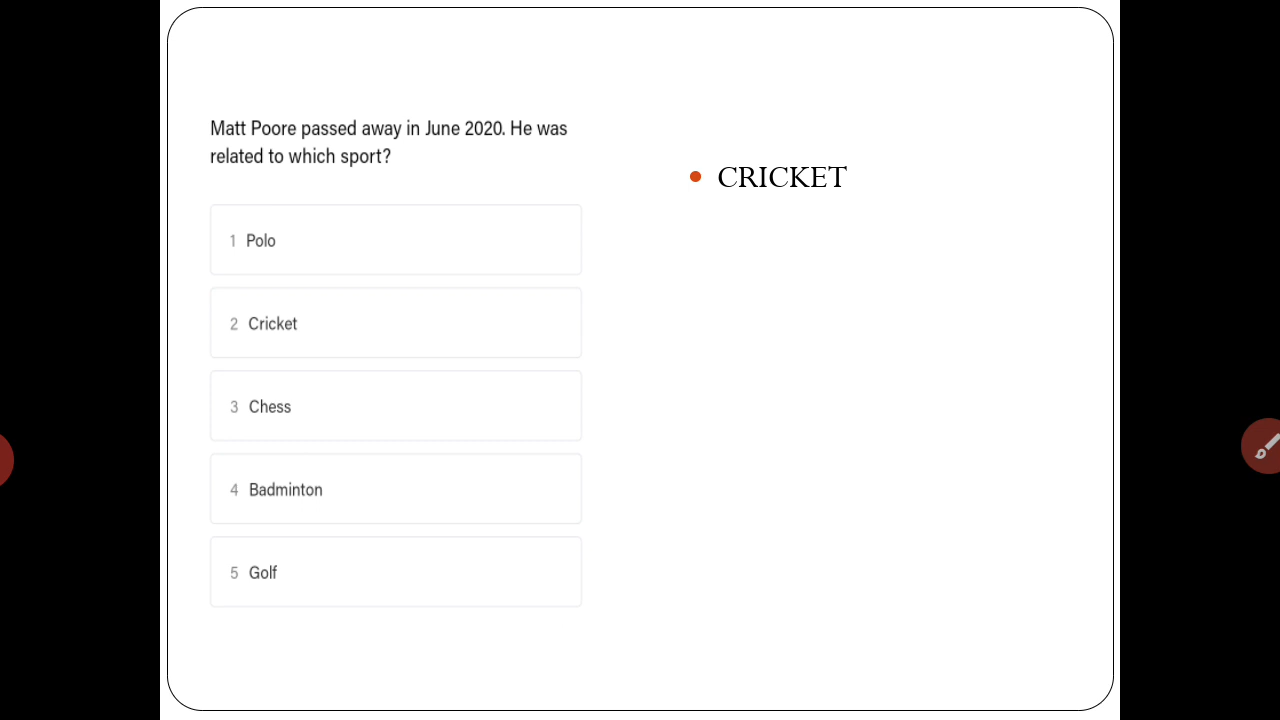 Matt Poore passed away in June 2020. He was
related to which sport?
1 Polo
2 Cricket
3 Chess
4 Badminton
5 Golf
• CRICKET